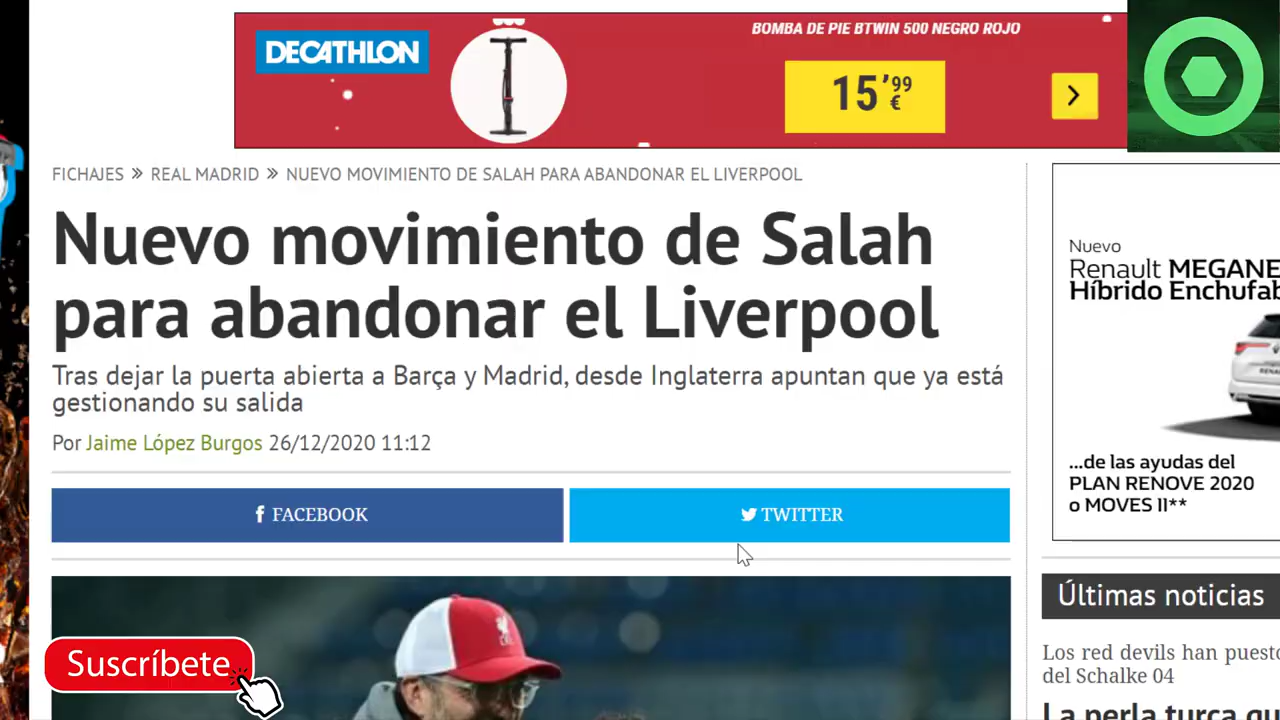 DECATHLON
BOMBA DE PIE BTWIN 500 NEGRO ROJO
15'99 €
FICHAJES » REAL MADRID » NUEVO MOVIMIENTO DE SALAH PARA ABANDONAR EL LIVERPOOL
Nuevo movimiento de Salah
para abandonar el Liverpool
Tras dejar la puerta abierta a Barça y Madrid, desde Inglaterra apuntan que ya está
gestionando su salida
Por Jaime López Burgos 26/12/2020 11:12
FACEBOOK
TWITTER
Suscríbete
Nuevo
Renault MEGANE
Híbrido Enchufab
...de las ayudas del
PLAN RENOVE 2020
o MOVES II**
Últimas noticias
Los red devils han puesto
del Schalke 04
La perla turca qu